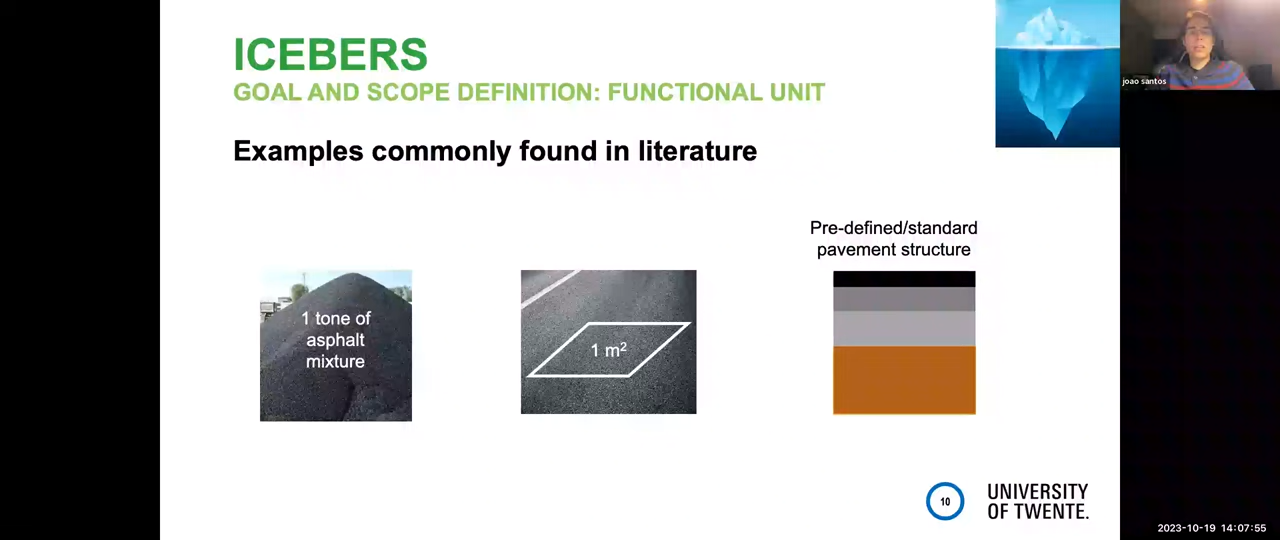 ICEBERS
GOAL AND SCOPE DEFINITION: FUNCTIONAL UNIT
joao santos
Examples commonly found in literature
Pre-defined/standard
pavement structure
1 tone of
asphalt
mixture
1 m²
10
UNIVERSITY
OF TWENTE.
2023-10-19 14:07:55